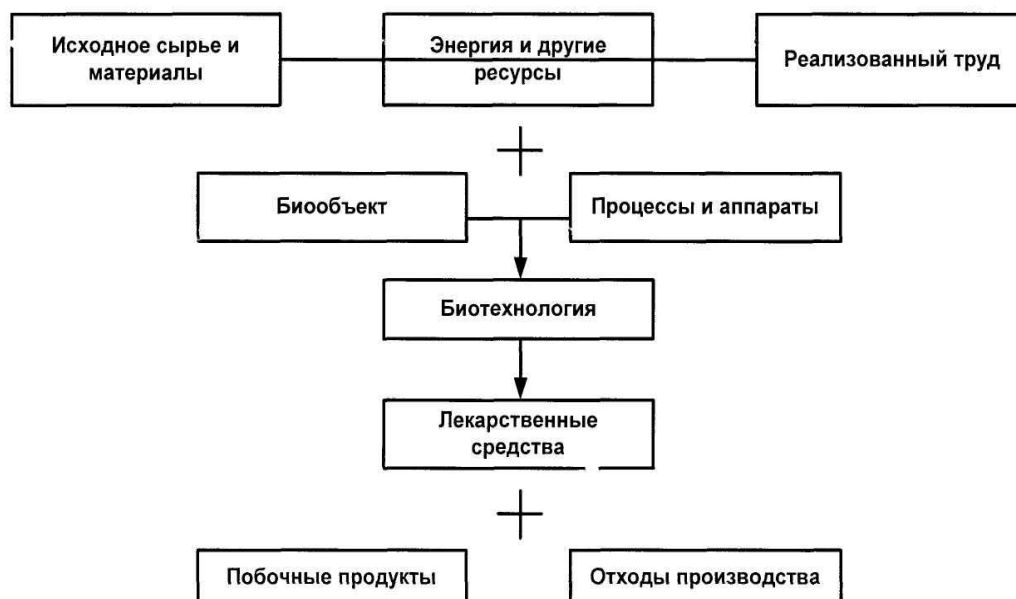 Исходное сырье и
материалы
Энергия и другие
ресурсы
Реализованный труд
Биообъект
Процессы и аппараты
Биотехнология
Лекарственные
средства
Побочные продукты
Отходы производства